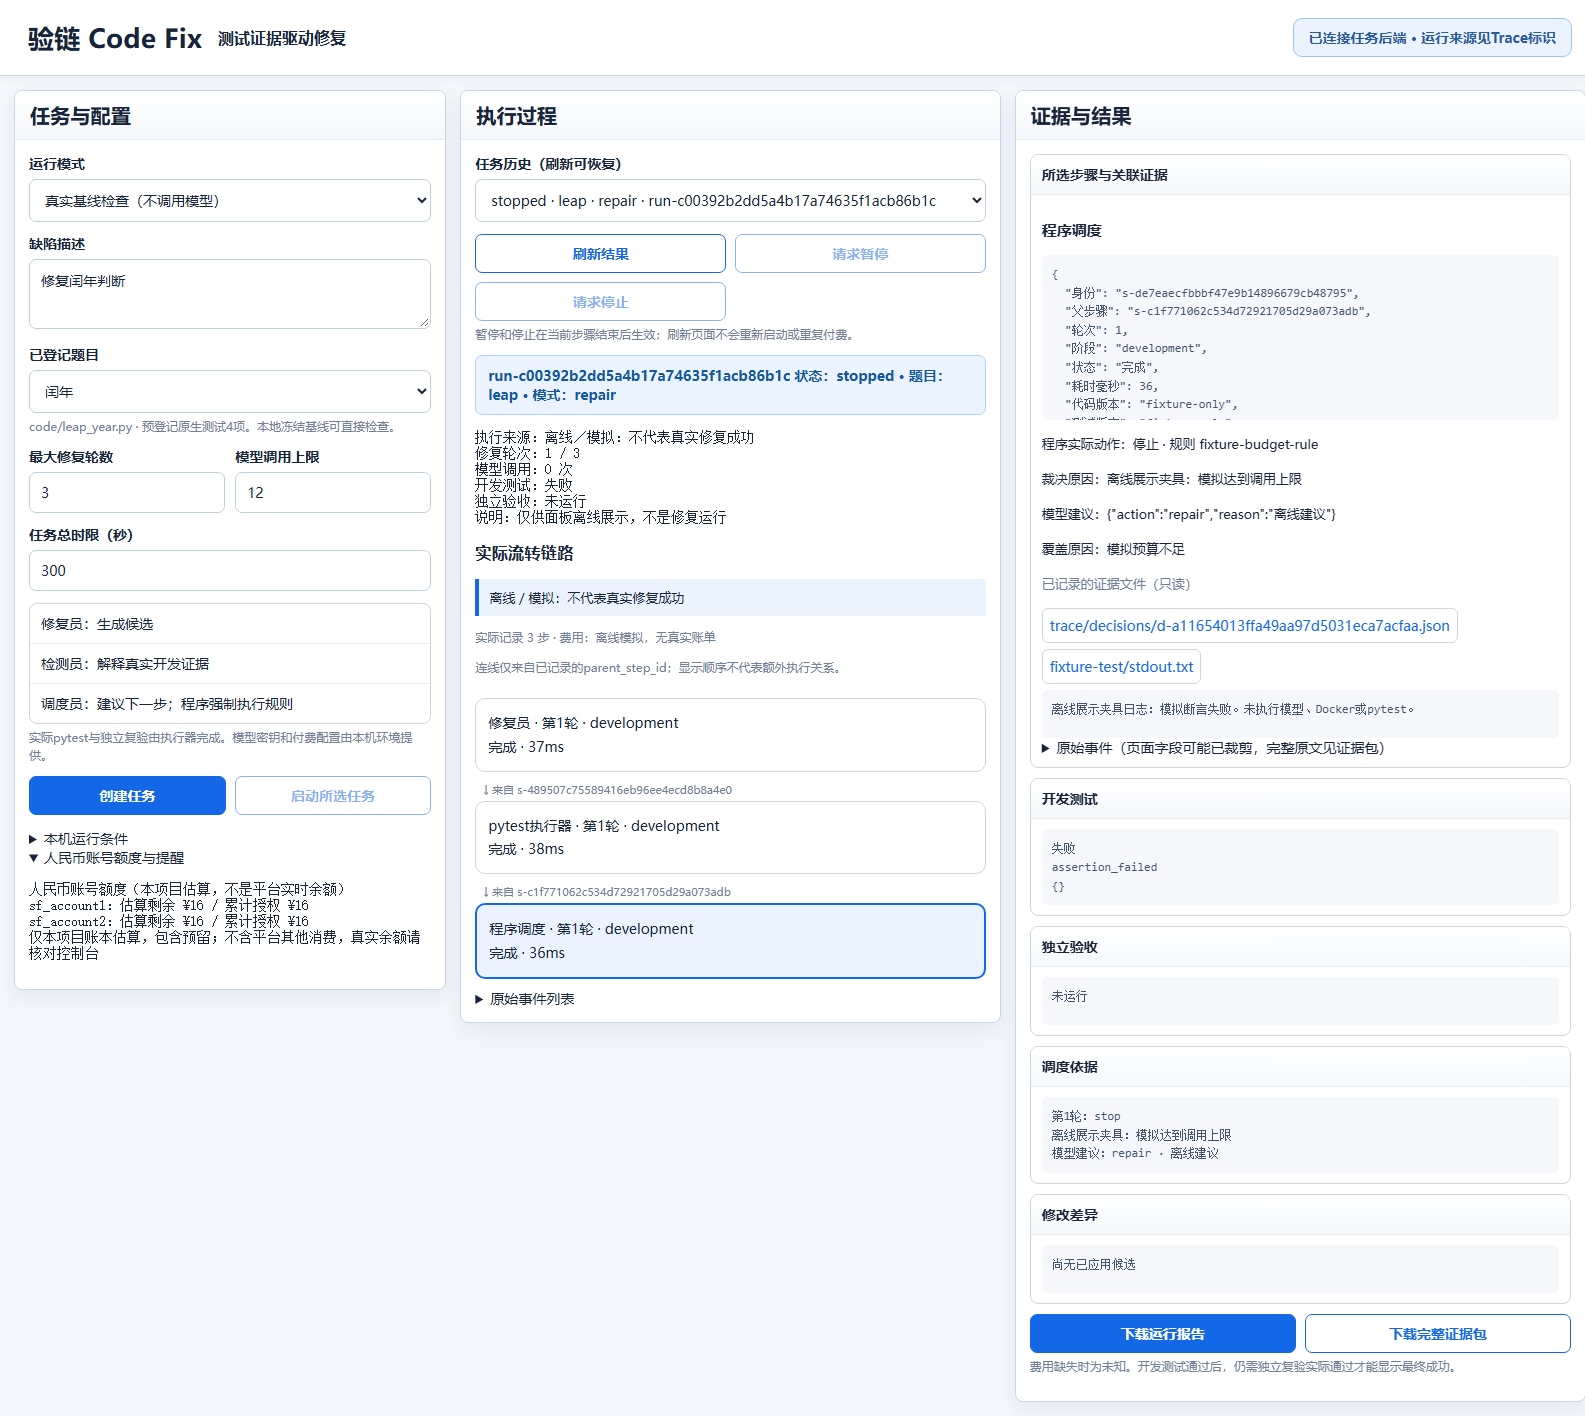 验链 Code Fix 测试证据驱动修复
已连接任务后端 • 运行来源见Trace标识
任务与配置
运行模式
真实基线检查（不调用模型）
缺陷描述
修复闰年判断
已登记题目
闰年
code/leap_year.py · 预登记原生测试4项。本地冻结基线可直接检查。
最大修复轮数 模型调用上限
3 12
任务总时限（秒）
300
修复员：生成候选
检测员：解释真实开发证据
调度员：建议下一步；程序强制执行规则
实际pytest与独立复验由执行器完成。模型密钥和付费配置由本机环境提
供。
创建任务 启动所选任务
▶ 本机运行条件
▼ 人民币账号额度与提醒
人民币账号额度（本项目估算，不是平台实时余额）
sf_account1：估算剩余 ¥16 / 累计授权 ¥16
sf_account2：估算剩余 ¥16 / 累计授权 ¥16
仅本项目账本估算，包含预留；不含平台其他消费，真实余额请
核对控制台
执行过程
任务历史（刷新可恢复）
stopped · leap · repair · run-c00392b2dd5a4b17a74635f1acb86b1c
刷新结果 请求暂停
请求停止
暂停和停止在当前步骤结束后生效；刷新页面不会重新启动或重复付费。
run-c00392b2dd5a4b17a74635f1acb86b1c 状态：stopped • 题目：
leap • 模式：repair
执行来源：离线／模拟：不代表真实修复成功
修复轮次：1 / 3
模型调用：0 次
开发测试：失败
独立验收：未运行
说明：仅供面板离线展示，不是修复运行
实际流转链路
离线 / 模拟：不代表真实修复成功
实际记录 3 步 · 费用：离线模拟，无真实账单
连线仅来自已记录的parent_step_id；显示顺序不代表额外执行关系。
修复员 · 第1轮 · development
完成 · 37ms
↓ 来自 s-489507c75589416eb96ee4ecd8b8a4e0
pytest执行器 · 第1轮 · development
完成 · 38ms
↓ 来自 s-c1f771062c534d72921705d29a073adb
程序调度 · 第1轮 · development
完成 · 36ms
▶ 原始事件列表
证据与结果
所选步骤与关联证据
程序调度
{
"身份": "s-de7eaecfbbbf47e9b14896679cb48795",
"父步骤": "s-c1f771062c534d72921705d29a073adb",
"轮次": 1,
"阶段": "development",
"状态": "完成",
"耗时毫秒": 36,
"代码版本": "fixture-only",
程序实际动作：停止 · 规则 fixture-budget-rule
裁决原因：离线展示夹具：模拟达到调用上限
模型建议：{"action":"repair","reason":"离线建议"}
覆盖原因：模拟预算不足
已记录的证据文件（只读）
trace/decisions/d-a11654013ffa49aa97d5031eca7acfaa.json
fixture-test/stdout.txt
离线展示夹具日志：模拟断言失败。未执行模型、Docker或pytest。
▶ 原始事件（页面字段可能已裁剪，完整原文见证据包）
开发测试
失败
assertion_failed
{}
独立验收
未运行
调度依据
第1轮：stop
离线展示夹具：模拟达到调用上限
模型建议：repair · 离线建议
修改差异
尚无已应用候选
下载运行报告 下载完整证据包
费用缺失时为未知。开发测试通过后，仍需独立复验实际通过才能显示最终成功。